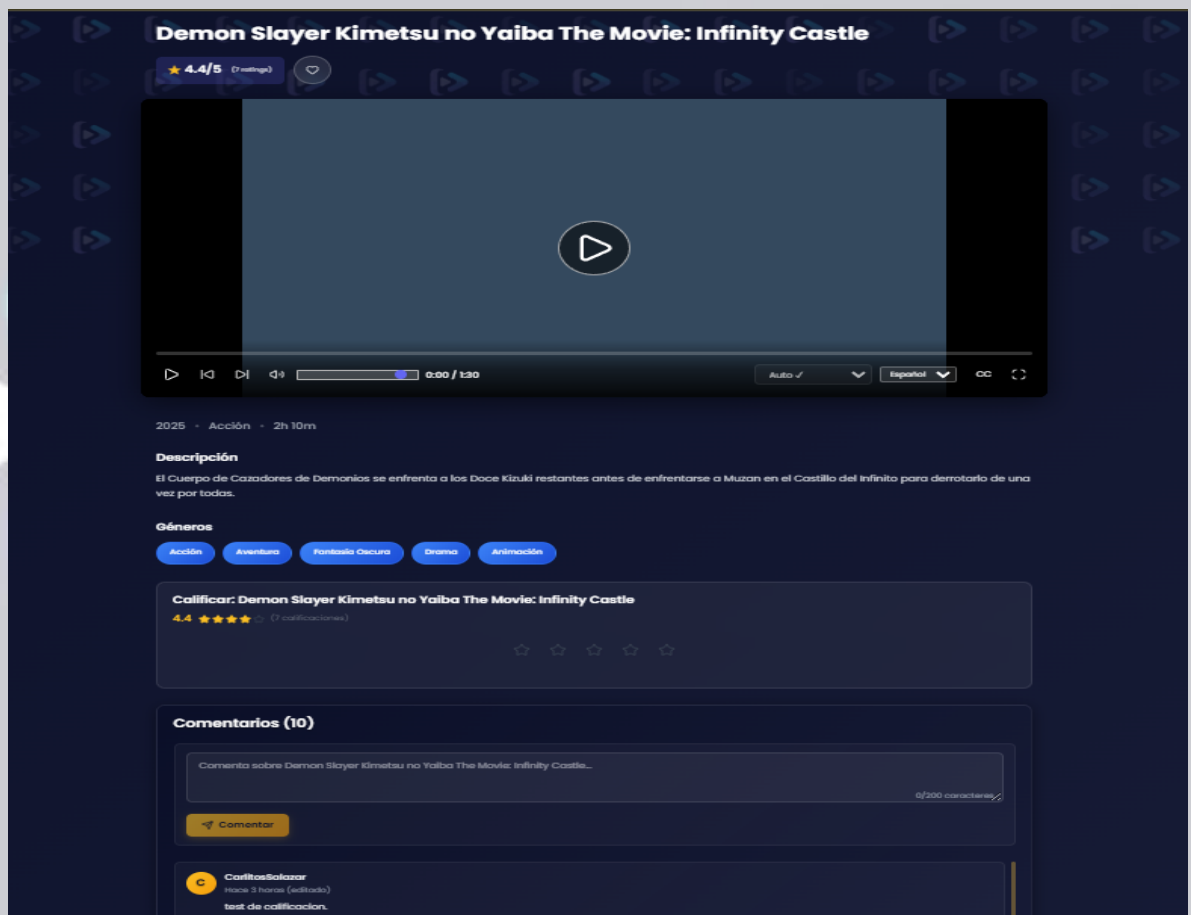 Demon Slayer Kimetsu no Yaiba The Movie: Infinity Castle
4.4/5 (7 ratings)
0:00 / 1:30
Auto ✓
Español
CC
2025 • Acción • 2h 10m
Descripción
El Cuerpo de Cazadores de Demonios se enfrenta a los Doce Kizuki restantes antes de enfrentarse a Muzan en el Castillo del Infinito para derrotarlo de una
vez por todas.
Géneros
Acción Aventura Fantasía Oscura Drama Animación
Calificar: Demon Slayer Kimetsu no Yaiba The Movie: Infinity Castle
4.4 (7 calificaciones)
Comentarios (10)
Comenta sobre Demon Slayer Kimetsu no Yaiba The Movie: Infinity Castle...
0/200 caracteres
Comentar
C
CarlitosSalazar
Hace 3 horas (editado)
test de calificacion.